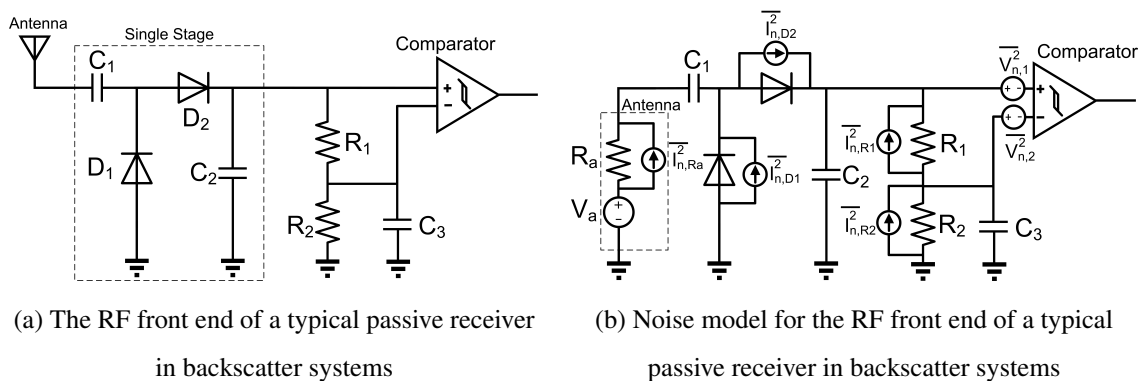 Antenna
Single Stage
C1
D2
D1
C2
R1
R2
C3
Comparator
+
−
(a) The RF front end of a typical passive receiver
in backscatter systems
I²n,D2
C1
Antenna
Ra
I²n,Ra
Va
+
-
I²n,D1
C2
I²n,R1
R1
I²n,R2
R2
C3
V²n,1
+ -
V²n,2
+ -
Comparator
+
−
(b) Noise model for the RF front end of a typical
passive receiver in backscatter systems